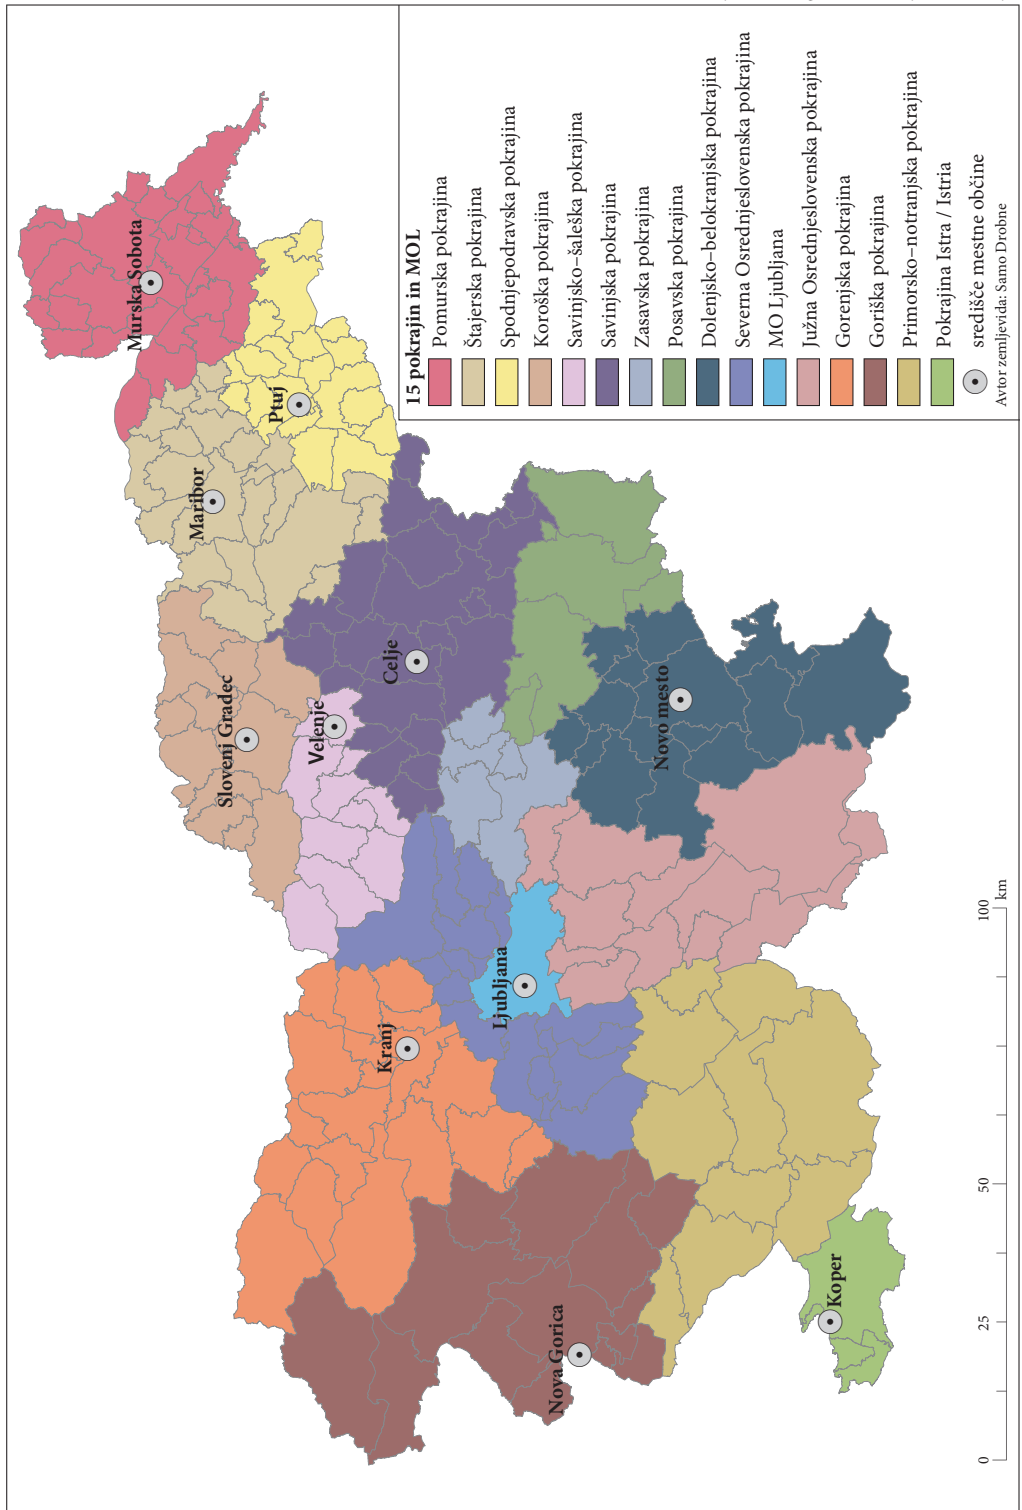 Murska Sobota
Maribor
Ptuj
Slovenj Gradec
Velenje
Celje
Kranj
Ljubljana
Novo mesto
Nova Gorica
Koper
15 pokrajin in MOL
Pomurska pokrajina
Štajerska pokrajina
Spodnjepodravska pokrajina
Koroška pokrajina
Savinjsko–šaleška pokrajina
Savinjska pokrajina
Zasavska pokrajina
Posavska pokrajina
Dolenjsko–belokranjska pokrajina
Severna Osrednjeslovenska pokrajina
MO Ljubljana
Južna Osrednjeslovenska pokrajina
Gorenjska pokrajina
Goriška pokrajina
Primorsko–notranjska pokrajina
Pokrajina Istra / Istria
središče mestne občine
Avtor zemljevida: Samo Drobne
0 25 50 100
km